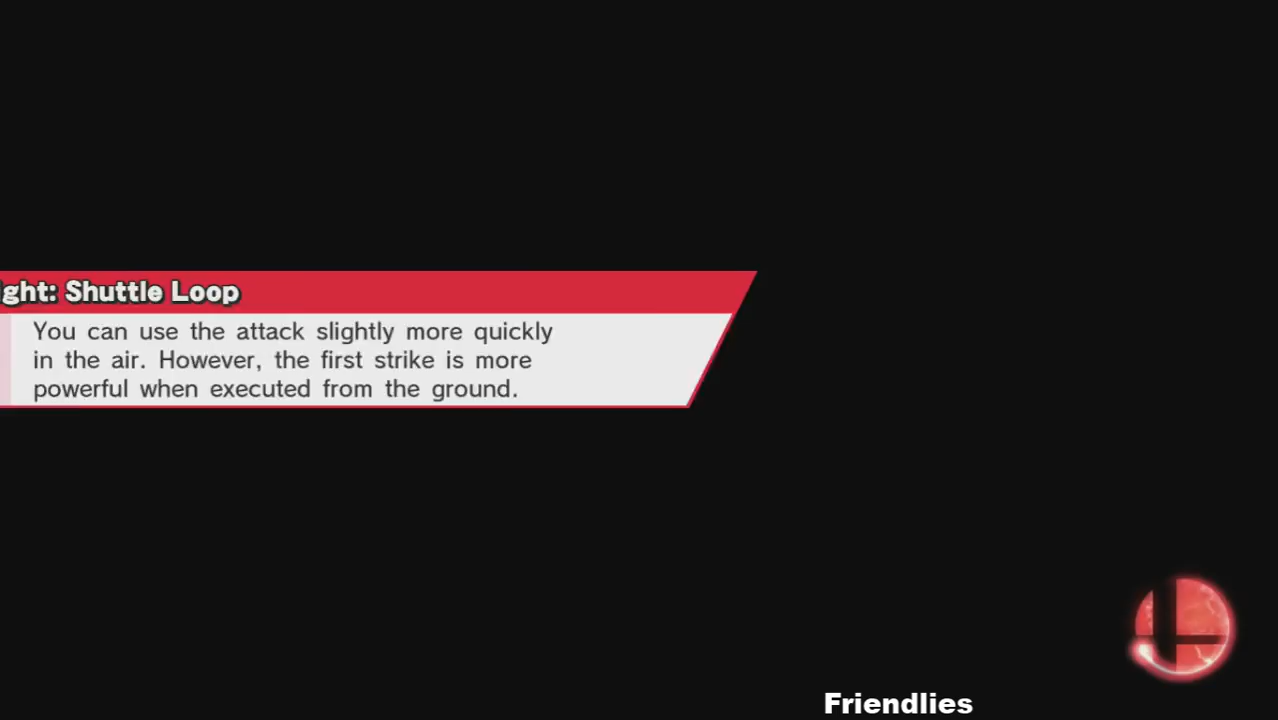 ght: Shuttle Loop
You can use the attack slightly more quickly
in the air. However, the first strike is more
powerful when executed from the ground.
Friendlies